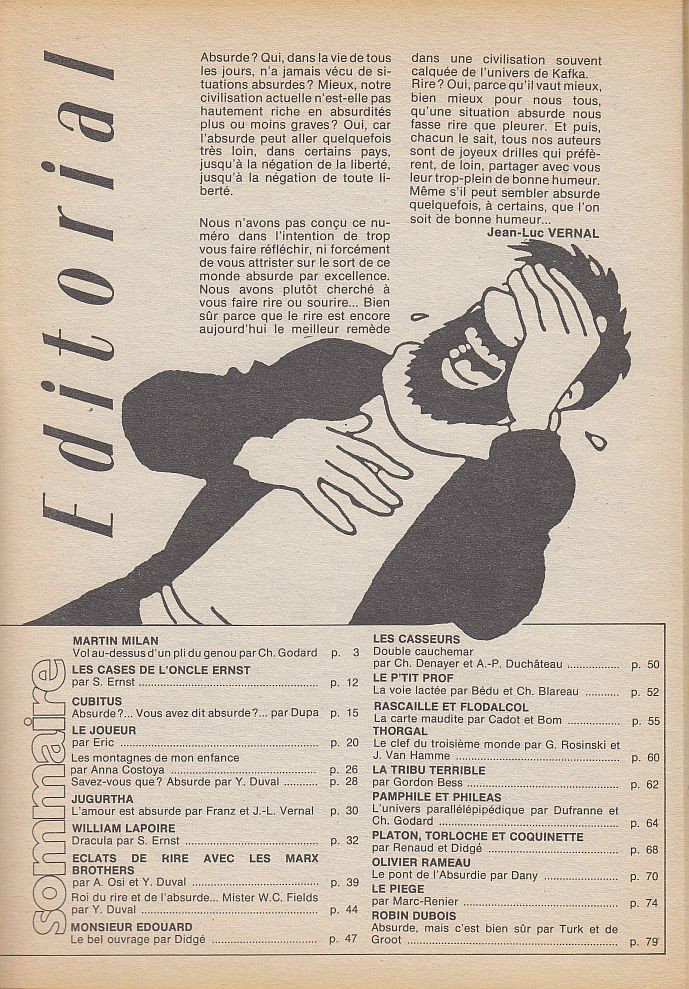 Editorial
Absurde? Qui, dans la vie de tous
les jours, n'a jamais vécu de si-
tuations absurdes? Mieux, notre
civilisation actuelle n'est-elle pas
hautement riche en absurdités
plus ou moins graves? Oui, car
l'absurde peut aller quelquefois
très loin, dans certains pays,
jusqu'à la négation de la liberté,
jusqu'à la négation de toute li-
berté.
Nous n'avons pas conçu ce nu-
méro dans l'intention de trop
vous faire réfléchir, ni forcément
de vous attrister sur le sort de ce
monde absurde par excellence.
Nous avons plutôt cherché à
vous faire rire ou sourire... Bien
sûr parce que le rire est encore
aujourd'hui le meilleur remède
dans une civilisation souvent
calquée de l'univers de Kafka.
Rire? Oui, parce qu'il vaut mieux,
bien mieux pour nous tous,
qu'une situation absurde nous
fasse rire que pleurer. Et puis,
chacun le sait, tous nos auteurs
sont de joyeux drilles qui préfè-
rent, de loin, partager avec vous
leur trop-plein de bonne humeur.
Même s'il peut sembler absurde
quelquefois, à certains, que l'on
soit de bonne humeur...
Jean-Luc VERNAL
sommaire
MARTIN MILAN
Vol au-dessus d'un pli du genou par Ch. Godard p. 3
LES CASES DE L'ONCLE ERNST
par S. Ernst ........ p. 12
CUBITUS
Absurde?... Vous avez dit absurde?... par Dupa p. 15
LE JOUEUR
par Eric ........ p. 20
Les montagnes de mon enfance
par Anna Costoya ........ p. 26
Savez-vous que? Absurde par Y. Duval ........ p. 28
JUGURTHA
L'amour est absurde par Franz et J.-L. Vernal p. 30
WILLIAM LAPOIRE
Dracula par S. Ernst ........ p. 32
ECLATS DE RIRE AVEC LES MARX
BROTHERS
par A. Osi et Y. Duval ........ p. 39
Roi du rire et de l'absurde... Mister W.C. Fields
par Y. Duval ........ p. 44
MONSIEUR EDOUARD
Le bel ouvrage par Didgé ........ p. 47
LES CASSEURS
Double cauchemar
par Ch. Denayer et A.-P. Duchâteau ........ p. 50
LE P'TIT PROF
La voie lactée par Bédu et Ch. Blareau ........ p. 52
RASCAILLE ET FLODALCOL
La carte maudite par Cadot et Bom ........ p. 55
THORGAL
Le clef du troisième monde par G. Rosinski et
J. Van Hamme ........ p. 60
LA TRIBU TERRIBLE
par Gordon Bess ........ p. 62
PAMPHILE ET PHILEAS
L'univers parallélépipédique par Dufranne et
Ch. Godard ........ p. 64
PLATON, TORLOCHE ET COQUINETTE
par Renaud et Didgé ........ p. 68
OLIVIER RAMEAU
Le pont de l'Absurdie par Dany ........ p. 70
LE PIEGE
par Marc-Renier ........ p. 74
ROBIN DUBOIS
Absurde, mais c'est bien sûr par Turk et de
Groot ........ p. 79